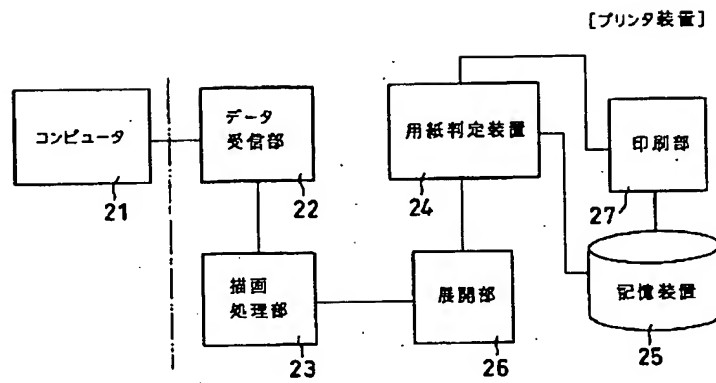 [プリンタ装置]
コンピュータ
21
データ
受信部
22
用紙判定装置
24
印刷部
27
描画
処理部
23
展開部
26
記憶装置
25